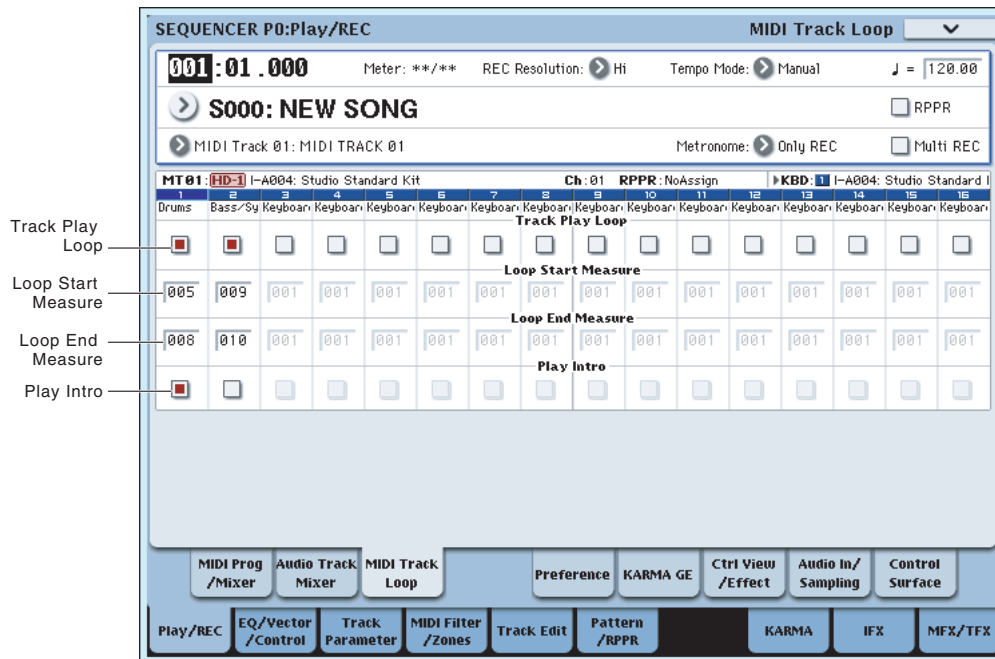 SEQUENCER P0:Play/REC MIDI Track Loop
001:01.000 Meter: **/** REC Resolution: Hi Tempo Mode: Manual ♩ = 120.00
S000: NEW SONG RPPR
MIDI Track 01: MIDI TRACK 01 Metronome: Only REC Multi REC
MT01: HD-1 I-A004: Studio Standard Kit Ch:01 RPPR:NoAssign KBD: 1 I-A004: Studio Standard
1 2 3 4 5 6 7 8 9 10 11 12 13 14 15 16
Drums Bass/Sy Keyboar Keyboar Keyboar Keyboar Keyboar Keyboar Keyboar Keyboar Keyboar Keyboar Keyboar Keyboar Keyboar Keyboar
Track Play Loop
Track Play
Loop
Loop Start Measure
Loop Start
Measure
005 009 001 001 001 001 001 001 001 001 001 001 001 001 001 001
Loop End Measure
Loop End
Measure
008 010 001 001 001 001 001 001 001 001 001 001 001 001 001 001
Play Intro
Play Intro
MIDI Prog
/Mixer
Audio Track
Mixer
MIDI Track
Loop
Preference
KARMA GE
Ctrl View
/Effect
Audio In/
Sampling
Control
Surface
Play/REC
EQ/Vector
/Control
Track
Parameter
MIDI Filter
/Zones
Track Edit
Pattern
/RPPR
KARMA
IFX
MFX/TFX